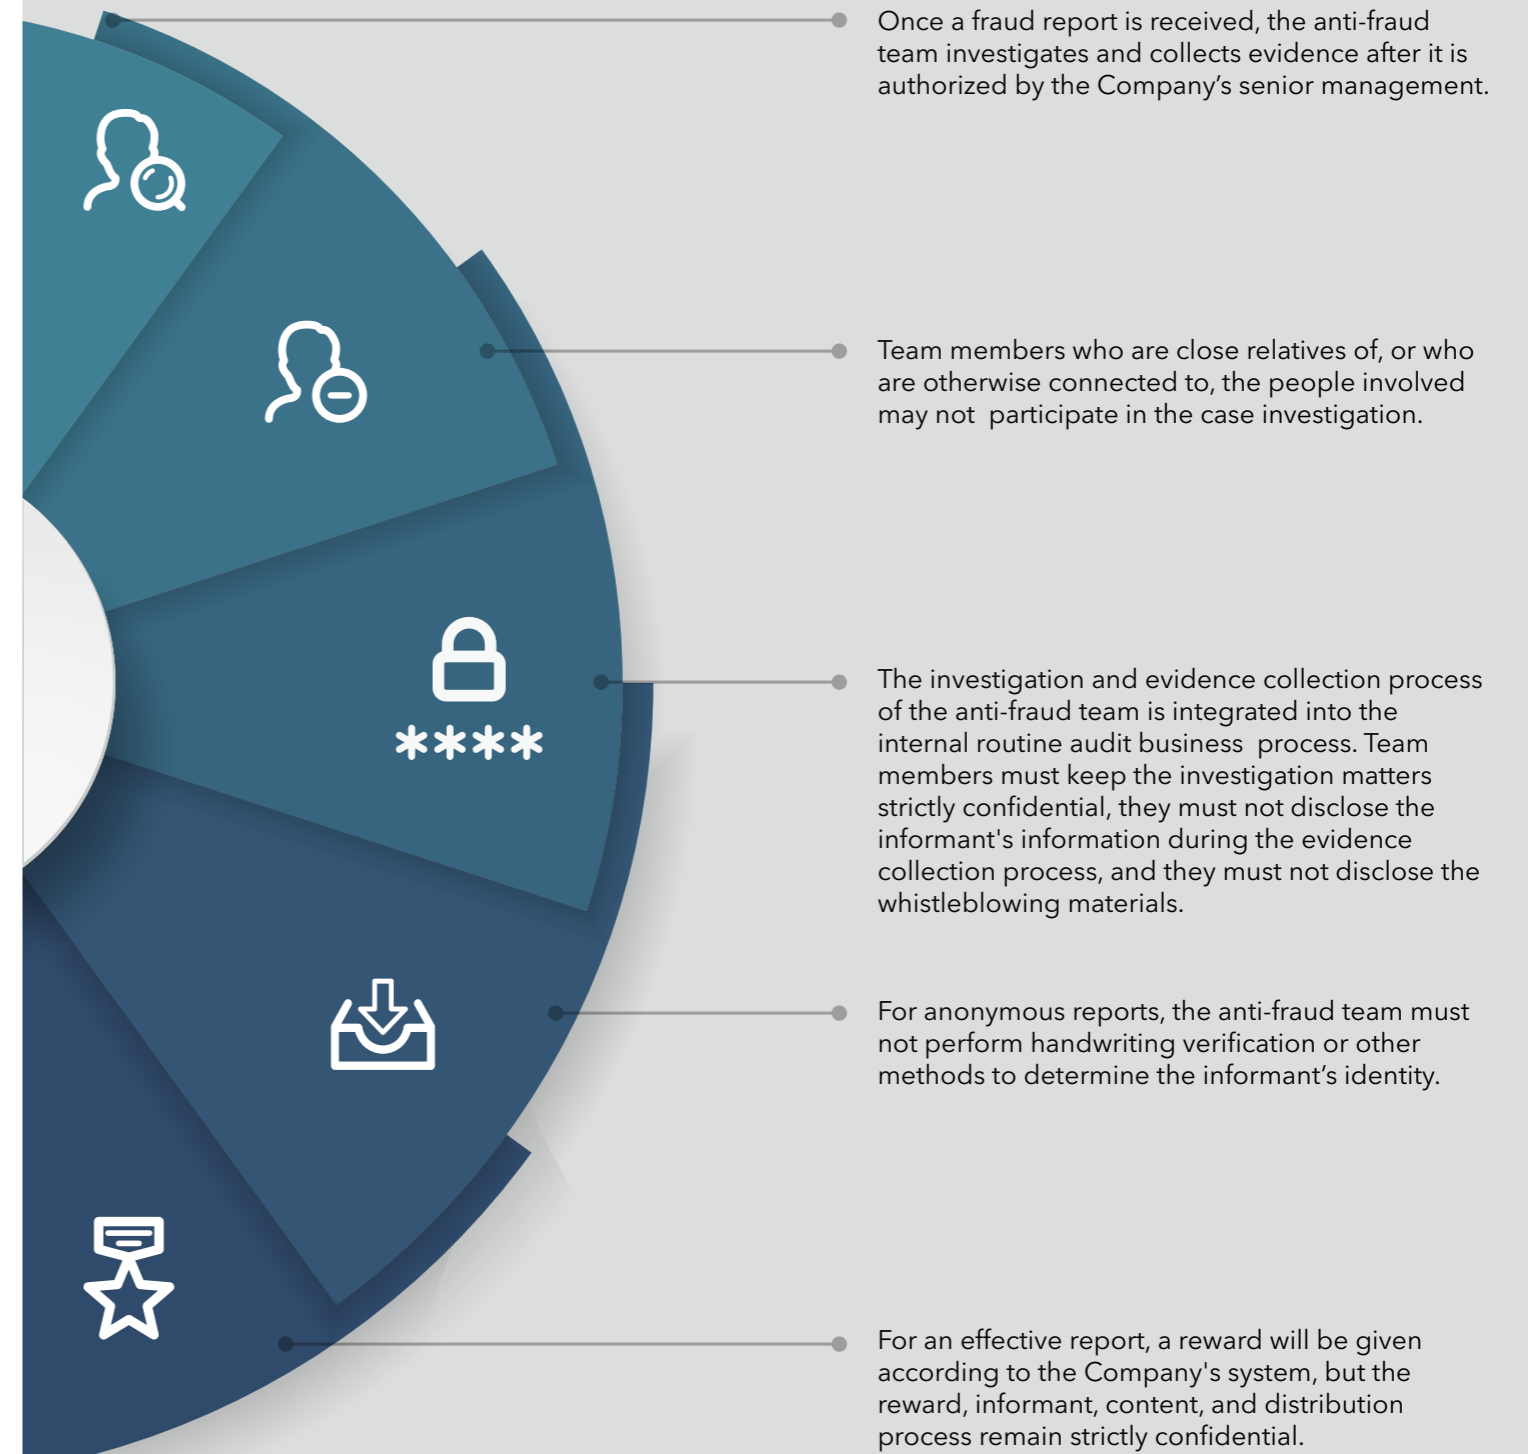 Once a fraud report is received, the anti-fraud
team investigates and collects evidence after it is
authorized by the Company’s senior management.
Team members who are close relatives of, or who
are otherwise connected to, the people involved
may not  participate in the case investigation.
The investigation and evidence collection process
of the anti-fraud team is integrated into the
internal routine audit business  process. Team
members must keep the investigation matters
strictly confidential, they must not disclose the
informant's information during the evidence
collection process, and they must not disclose the
whistleblowing materials.
****
For anonymous reports, the anti-fraud team must
not perform handwriting verification or other
methods to determine the informant’s identity.
For an effective report, a reward will be given
according to the Company's system, but the
reward, informant, content, and distribution
process remain strictly confidential.